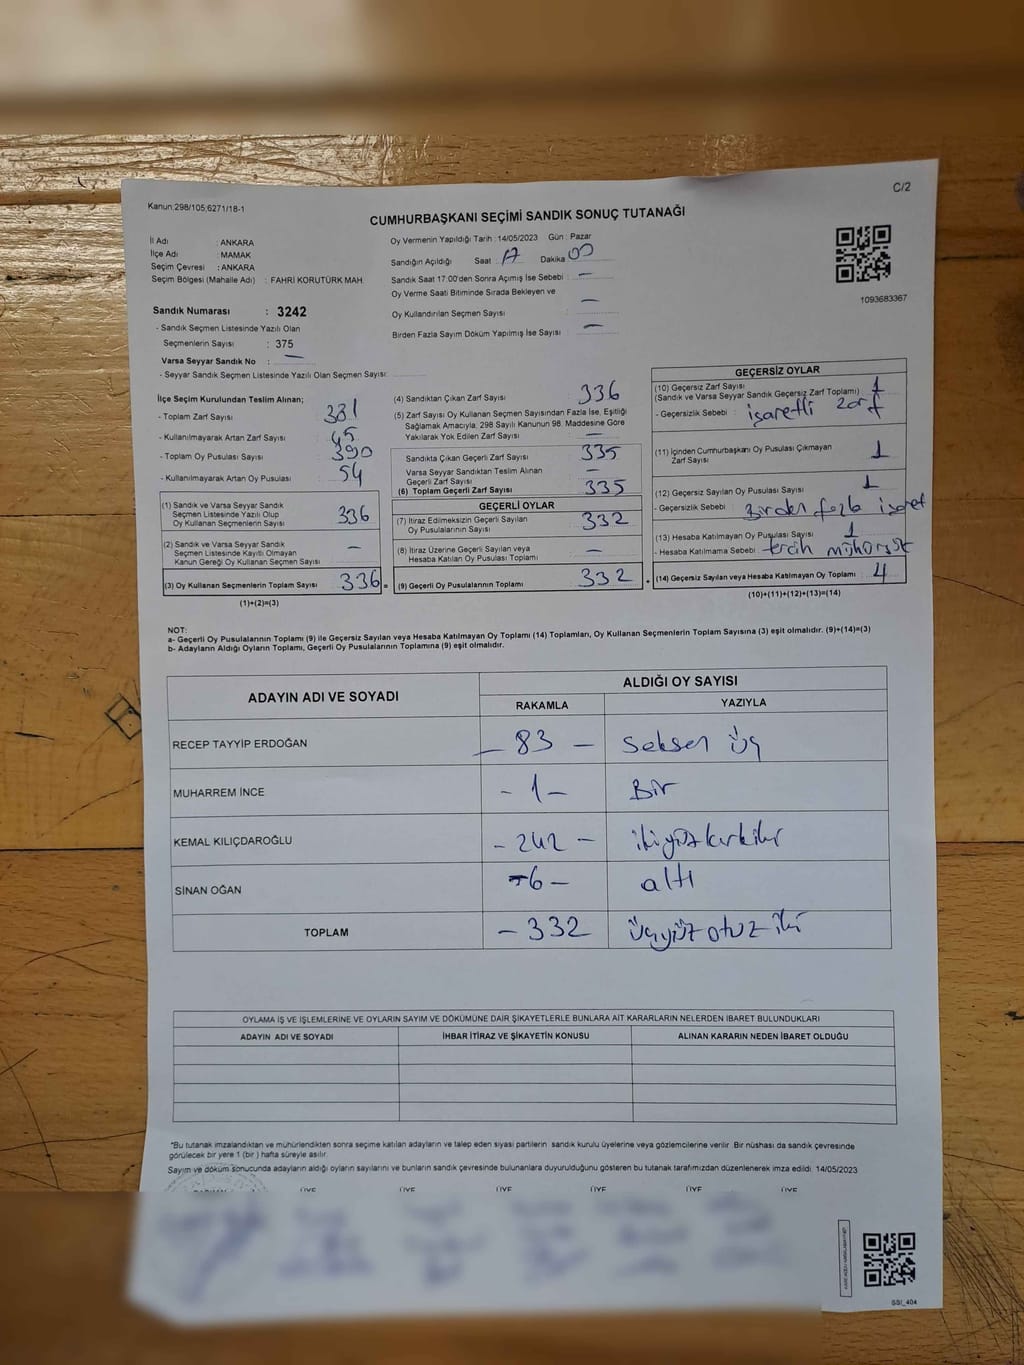 C/2
Kanun:298/105,6271/18-1
CUMHURBAŞKANI SEÇİMİ SANDIK SONUÇ TUTANAĞI
İl Adı : ANKARA
İlçe Adı : MAMAK
Seçim Çevresi : ANKARA
Seçim Bölgesi (Mahalle Adı) : FAHRİ KORUTÜRK MAH.
Oy Vermenin Yapıldığı Tarih : 14/05/2023 Gün : Pazar
Sandığın Açıldığı Saat 17 Dakika 00
Sandık Saat 17:00'den Sonra Açımış İse Sebebi : —
Oy Verme Saati Bitiminde Sırada Bekleyen ve
Oy Kullandırılan Seçmen Sayısı : —
Birden Fazla Sayım Döküm Yapılmış İse Sayısı : —
1093683367
Sandık Numarası : 3242
- Sandık Seçmen Listesinde Yazılı Olan
Seçmenlerin Sayısı : 375
Varsa Seyyar Sandık No : —
- Seyyar Sandık Seçmen Listesinde Yazılı Olan Seçmen Sayısı:
İlçe Seçim Kurulundan Teslim Alınan;
- Toplam Zarf Sayısı 381
- Kullanılmayarak Artan Zarf Sayısı 45
- Toplam Oy Pusulası Sayısı 390
- Kullanılmayarak Artan Oy Pusulası 54
(1) Sandık ve Varsa Seyyar Sandık
Seçmen Listesinde Yazılı Olup
Oy Kullanan Seçmenlerin Sayısı 336
(2) Sandık ve Varsa Seyyar Sandık
Seçmen Listesinde Kayıtlı Olmayan
Kanun Gereği Oy Kullanan Seçmen Sayısı —
(3) Oy Kullanan Seçmenlerin Toplam Sayısı 336 =
(1)+(2)=(3)
(4) Sandıktan Çıkan Zarf Sayısı 336
(5) Zarf Sayısı Oy Kullanan Seçmen Sayısından Fazla İse, Eşitliği
Sağlamak Amacıyla, 298 Sayılı Kanunun 98. Maddesine Göre
Yakılarak Yok Edilen Zarf Sayısı —
Sandıkta Çıkan Geçerli Zarf Sayısı 335
Varsa Seyyar Sandıktan Teslim Alınan
Geçerli Zarf Sayısı —
(6) Toplam Geçerli Zarf Sayısı 335
GEÇERLİ OYLAR
(7) İtiraz Edilmeksizin Geçerli Sayılan
Oy Pusulalarının Sayısı 332
(8) İtiraz Üzerine Geçerli Sayılan veya
Hesaba Katılan Oy Pusulası Toplamı —
(9) Geçerli Oy Pusulalarının Toplamı 332 +
GEÇERSİZ OYLAR
(10) Geçersiz Zarf Sayısı 1
(Sandık ve Varsa Seyyar Sandık Geçersiz Zarf Toplamı)
- Geçersizlik Sebebi : işaretli zarf
(11) İçinden Cumhurbaşkanı Oy Pusulası Çıkmayan
Zarf Sayısı 1
(12) Geçersiz Sayılan Oy Pusulası Sayısı 1
- Geçersizlik Sebebi : Birden fazla işaret
(13) Hesaba Katılmayan Oy Pusulası Sayısı 1
- Hesaba Katılmama Sebebi : tercih mühürsüz
(14) Geçersiz Sayılan veya Hesaba Katılmayan Oy Toplamı 4
(10)+(11)+(12)+(13)=(14)
NOT:
a- Geçerli Oy Pusulalarının Toplamı (9) ile Geçersiz Sayılan veya Hesaba Katılmayan Oy Toplamı (14) Toplamları, Oy Kullanan Seçmenlerin Toplam Sayısına (3) eşit olmalıdır. (9)+(14)=(3)
b- Adayların Aldığı Oyların Toplamı, Geçerli Oy Pusulalarının Toplamına (9) eşit olmalıdır.
ADAYIN ADI VE SOYADI ALDIĞI OY SAYISI
RAKAMLA YAZIYLA
RECEP TAYYİP ERDOĞAN — 83 — seksen üç
MUHARREM İNCE - 1 - Bir
KEMAL KILIÇDAROĞLU - 242 - ikiyüzkırkiki
SİNAN OĞAN - 6 - altı
TOPLAM - 332 üçyüz otuz iki
OYLAMA İŞ VE İŞLEMLERİNE VE OYLARIN SAYIM VE DÖKÜMÜNE DAİR ŞİKAYETLERLE BUNLARA AİT KARARLARIN NELERDEN İBARET BULUNDUKLARI
ADAYIN ADI VE SOYADI İHBAR İTİRAZ VE ŞİKAYETİN KONUSU ALINAN KARARIN NEDEN İBARET OLDUĞU
*Bu tutanak imzalandıktan ve mühürlendikten sonra seçime katılan adayların ve talep eden siyasi partilerin sandık kurulu üyelerine veya gözlemcilerine verilir. Bir nüshası da sandık çevresinde
görülecek bir yere 1 (bir) hafta süreyle asılır.
Sayım ve döküm sonucunda adayların aldığı oyların sayılarını ve bunların sandık çevresinde bulunanlara duyurulduğunu gösteren bu tutanak tarafımızdan düzenlenerek imza edildi. 14/05/2023
ÜYE ÜYE ÜYE ÜYE ÜYE ÜYE
SSI_404